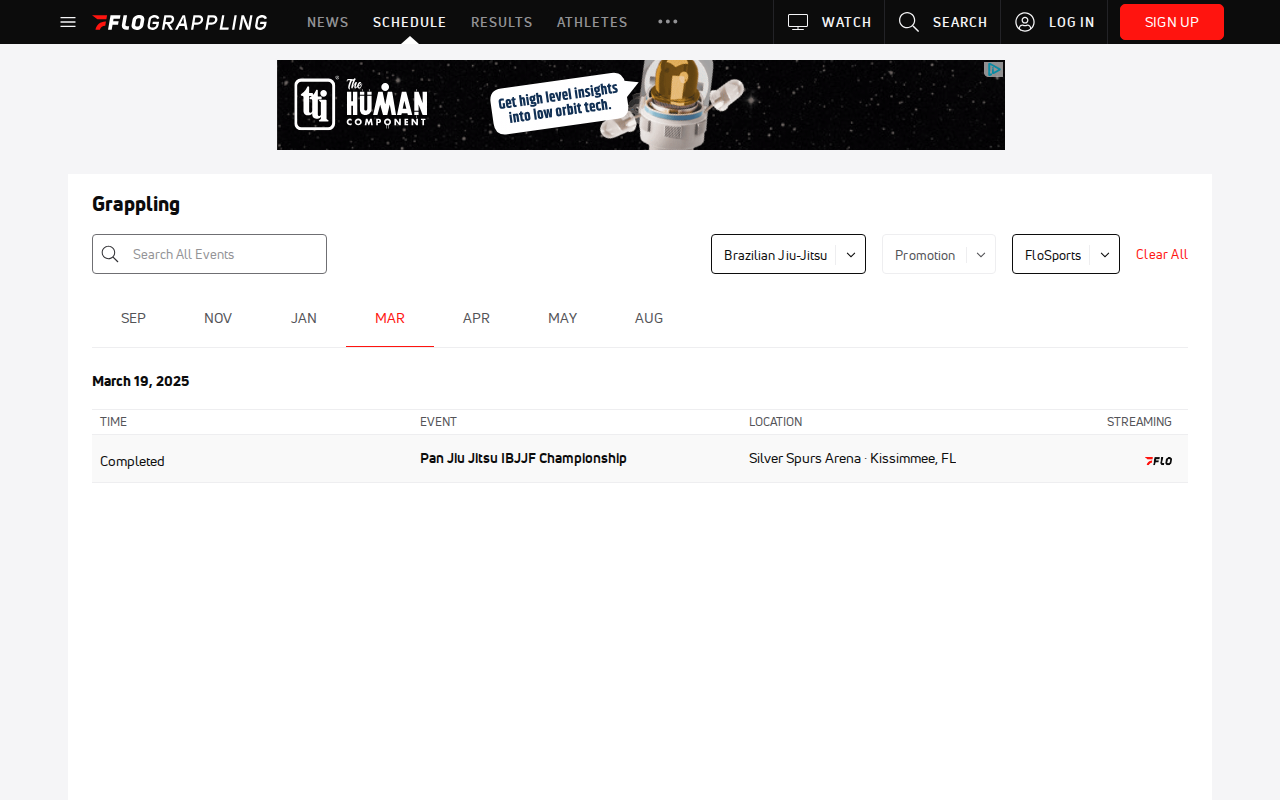 FLOGRAPPLING
NEWS
SCHEDULE
RESULTS
ATHLETES
WATCH
SEARCH
LOG IN
SIGN UP
ttj
The
HUMAN
COMPONENT
Get high level insights
into low orbit tech.
r
Grappling
Search All Events
Brazilian Jiu-Jitsu
Promotion
FloSports
Clear All
SEP
NOV
JAN
MAR
APR
MAY
AUG
March 19, 2025
TIME
EVENT
LOCATION
STREAMING
Completed
Pan Jiu Jitsu IBJJF Championship
Silver Spurs Arena · Kissimmee, FL
FLO